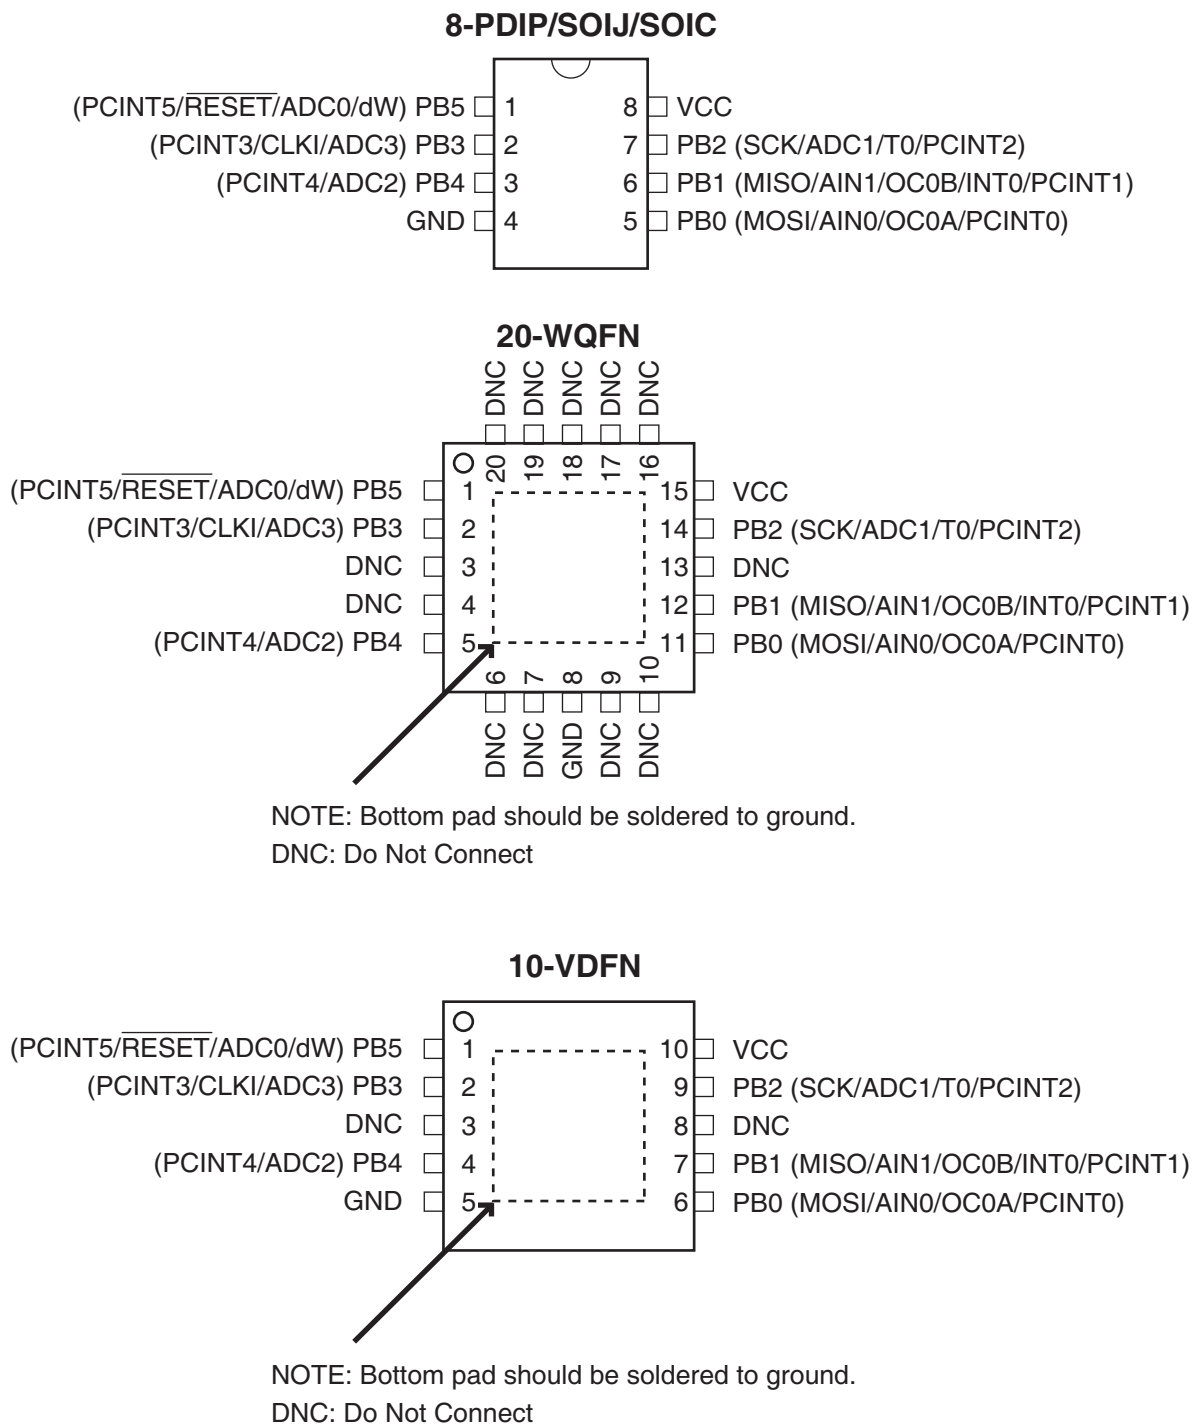 8-PDIP/SOIJ/SOIC
(PCINT5/RESET/ADC0/dW) PB5 1 8 VCC
(PCINT3/CLKI/ADC3) PB3 2 7 PB2 (SCK/ADC1/T0/PCINT2)
(PCINT4/ADC2) PB4 3 6 PB1 (MISO/AIN1/OC0B/INT0/PCINT1)
GND 4 5 PB0 (MOSI/AIN0/OC0A/PCINT0)
20-WQFN
DNC DNC DNC DNC DNC
20 19 18 17 16
(PCINT5/RESET/ADC0/dW) PB5 1 15 VCC
(PCINT3/CLKI/ADC3) PB3 2 14 PB2 (SCK/ADC1/T0/PCINT2)
DNC 3 13 DNC
DNC 4 12 PB1 (MISO/AIN1/OC0B/INT0/PCINT1)
(PCINT4/ADC2) PB4 5 11 PB0 (MOSI/AIN0/OC0A/PCINT0)
6 7 8 9 10
DNC DNC GND DNC DNC
NOTE: Bottom pad should be soldered to ground.
DNC: Do Not Connect
10-VDFN
(PCINT5/RESET/ADC0/dW) PB5 1 10 VCC
(PCINT3/CLKI/ADC3) PB3 2 9 PB2 (SCK/ADC1/T0/PCINT2)
DNC 3 8 DNC
(PCINT4/ADC2) PB4 4 7 PB1 (MISO/AIN1/OC0B/INT0/PCINT1)
GND 5 6 PB0 (MOSI/AIN0/OC0A/PCINT0)
NOTE: Bottom pad should be soldered to ground.
DNC: Do Not Connect